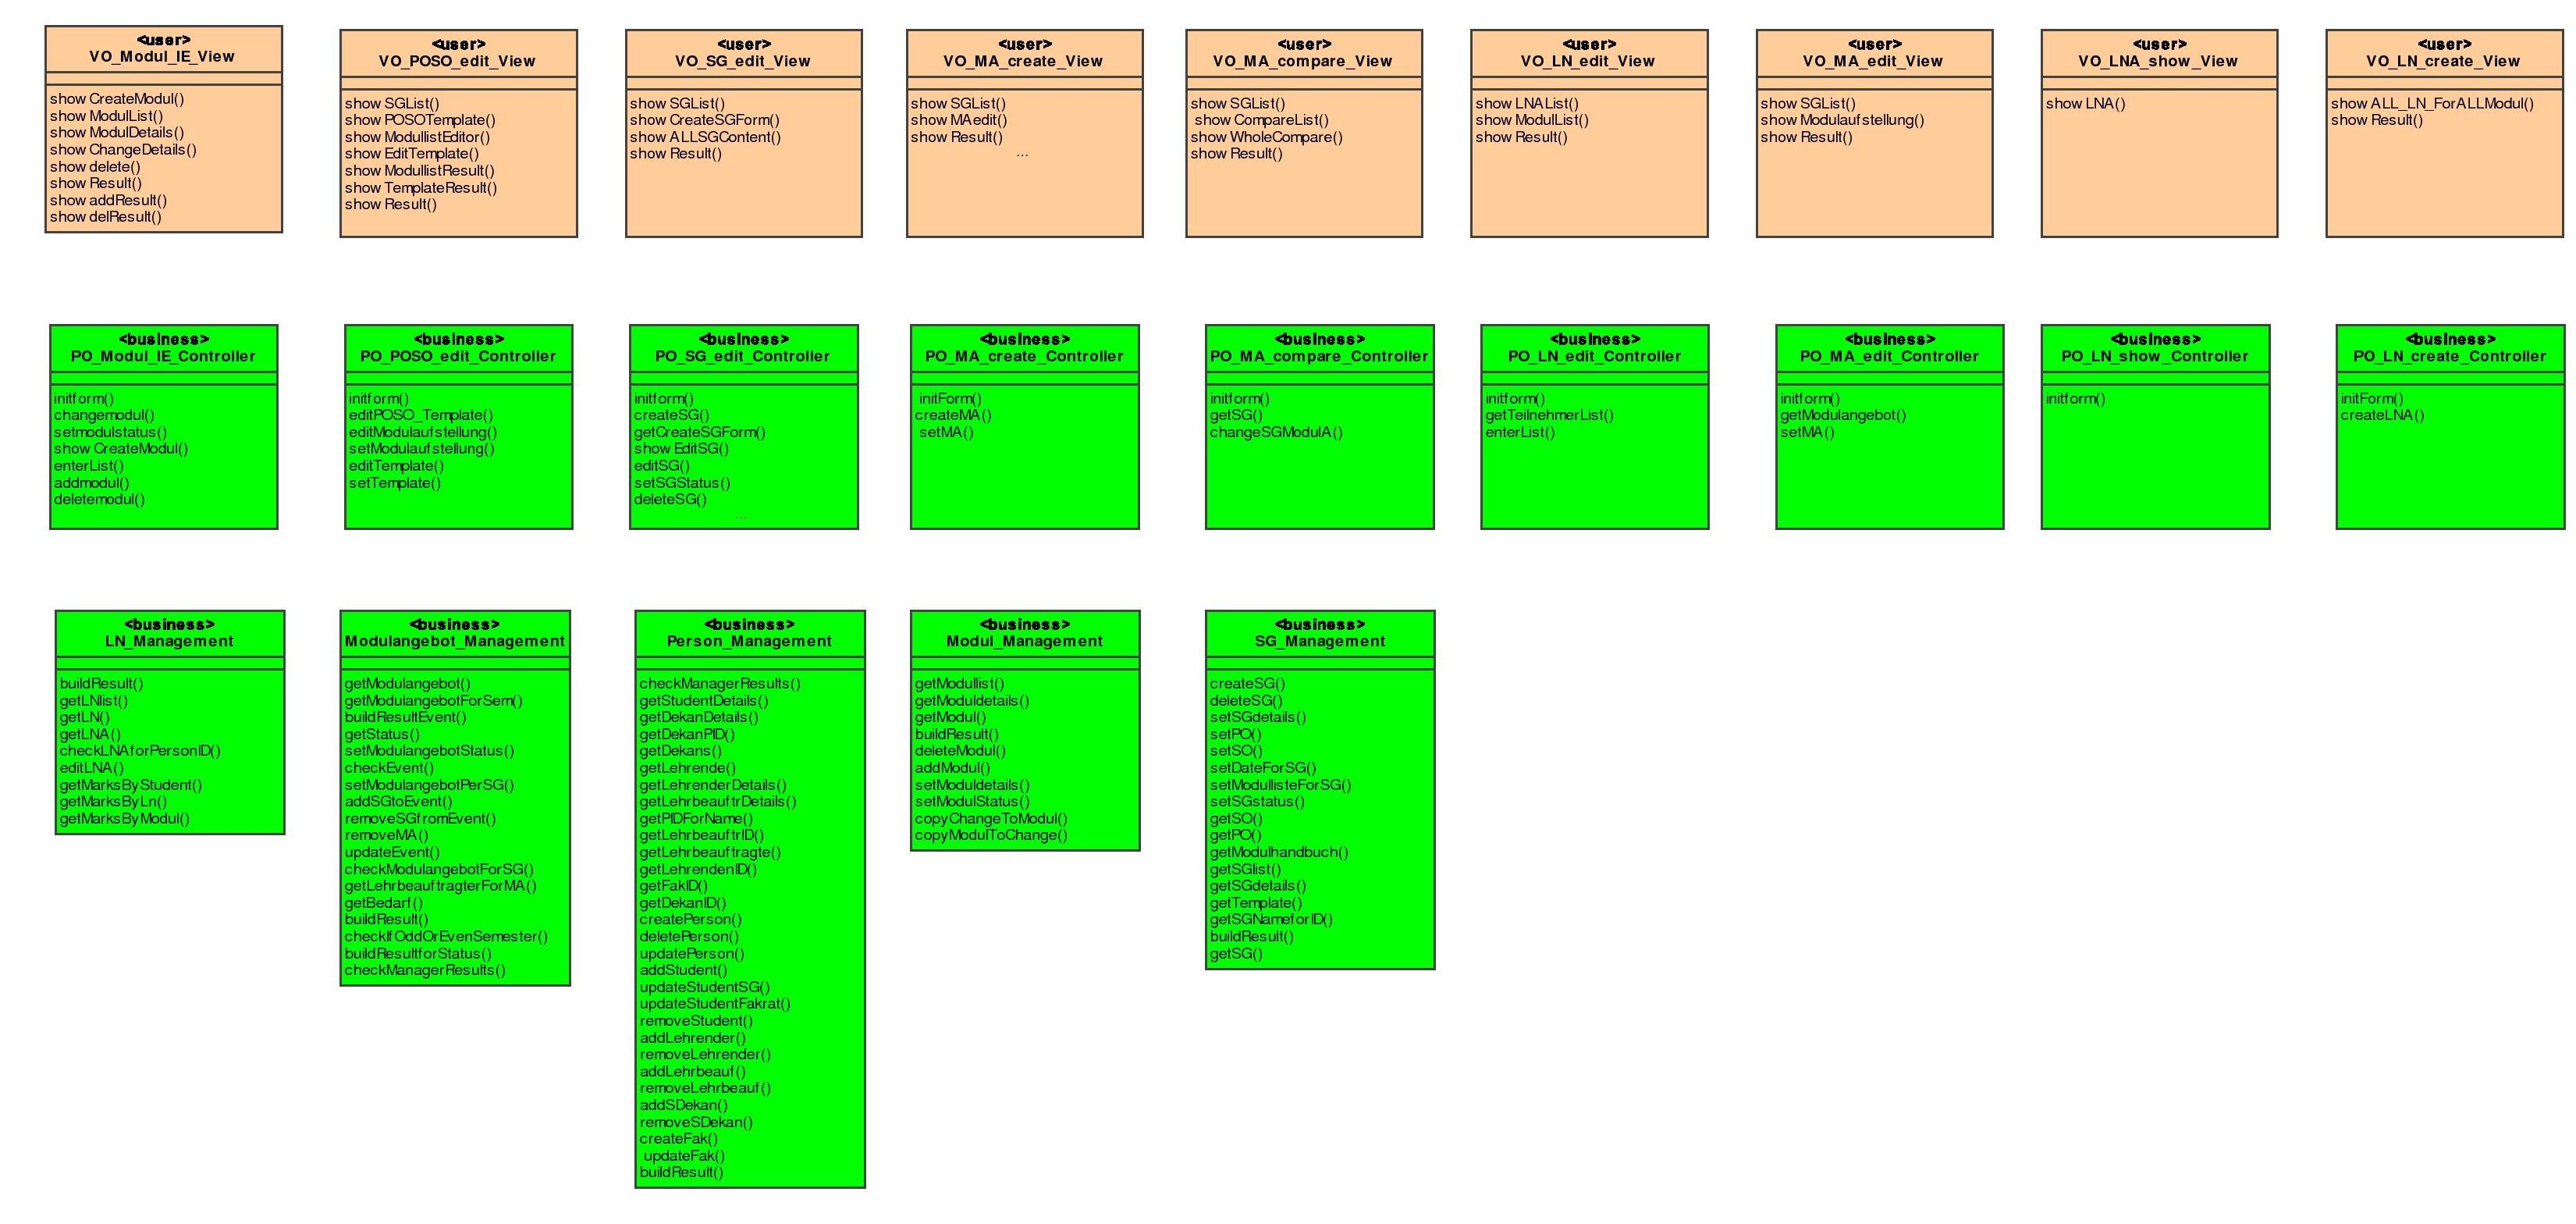 <user>
VO_Modul_IE_View
show CreateModul()
show ModulList()
show ModulDetails()
show ChangeDetails()
show delete()
show Result()
show addResult()
show delResult()
<user>
VO_POSO_edit_View
show SGList()
show POSOTemplate()
show ModullistEditor()
show EditTemplate()
show ModullistResult()
show TemplateResult()
show Result()
<user>
VO_SG_edit_View
show SGList()
show CreateSGForm()
show ALLSGContent()
show Result()
<user>
VO_MA_create_View
show SGList()
show MAedit()
show Result()
...
<user>
VO_MA_compare_View
show SGList()
show CompareList()
show WholeCompare()
show Result()
<user>
VO_LN_edit_View
show LNAList()
show ModulList()
show Result()
<user>
VO_MA_edit_View
show SGList()
show Modulaufstellung()
show Result()
<user>
VO_LNA_show_View
show LNA()
<user>
VO_LN_create_View
show ALL_LN_ForALLModul()
show Result()
<business>
PO_Modul_IE_Controller
initform()
changemodul()
setmodulstatus()
show CreateModul()
enterList()
addmodul()
deletemodul()
<business>
PO_POSO_edit_Controller
initform()
editPOSO_Template()
editModulaufstellung()
setModulaufstellung()
editTemplate()
setTemplate()
<business>
PO_SG_edit_Controller
initform()
createSG()
getCreateSGForm()
show EditSG()
editSG()
setSGStatus()
deleteSG()
...
<business>
PO_MA_create_Controller
initForm()
createMA()
setMA()
<business>
PO_MA_compare_Controller
initform()
getSG()
changeSGModulA()
<business>
PO_LN_edit_Controller
initform()
getTeilnehmerList()
enterList()
<business>
PO_MA_edit_Controller
initform()
getModulangebot()
setMA()
<business>
PO_LN_show_Controller
initform()
<business>
PO_LN_create_Controller
initForm()
createLNA()
<business>
LN_Management
buildResult()
getLNlist()
getLN()
getLNA()
checkLNAforPersonID()
editLNA()
getMarksByStudent()
getMarksByLn()
getMarksByModul()
<business>
Modulangebot_Management
getModulangebot()
getModulangebotForSem()
buildResultEvent()
getStatus()
setModulangebotStatus()
checkEvent()
setModulangebotPerSG()
addSGtoEvent()
removeSGfromEvent()
removeMA()
updateEvent()
checkModulangebotForSG()
getLehrbeauftragterForMA()
getBedarf()
buildResult()
checkIfOddOrEvenSemester()
buildResultforStatus()
checkManagerResults()
<business>
Person_Management
checkManagerResults()
getStudentDetails()
getDekanDetails()
getDekanPID()
getDekans()
getLehrende()
getLehrenderDetails()
getLehrbeauftrDetails()
getPIDForName()
getLehrbeauftrID()
getLehrbeauftragte()
getLehrendenID()
getFakID()
getDekanID()
createPerson()
deletePerson()
updatePerson()
addStudent()
updateStudentSG()
updateStudentFakrat()
removeStudent()
addLehrender()
removeLehrender()
addLehrbeauf()
removeLehrbeauf()
addSDekan()
removeSDekan()
createFak()
updateFak()
buildResult()
<business>
Modul_Management
getModullist()
getModuldetails()
getModul()
buildResult()
deleteModul()
addModul()
setModuldetails()
setModulStatus()
copyChangeToModul()
copyModulToChange()
<business>
SG_Management
createSG()
deleteSG()
setSGdetails()
setPO()
setSO()
setDateForSG()
setModullisteForSG()
setSGstatus()
getSO()
getPO()
getModulhandbuch()
getSGlist()
getSGdetails()
getTemplate()
getSGNameforID()
buildResult()
getSG()